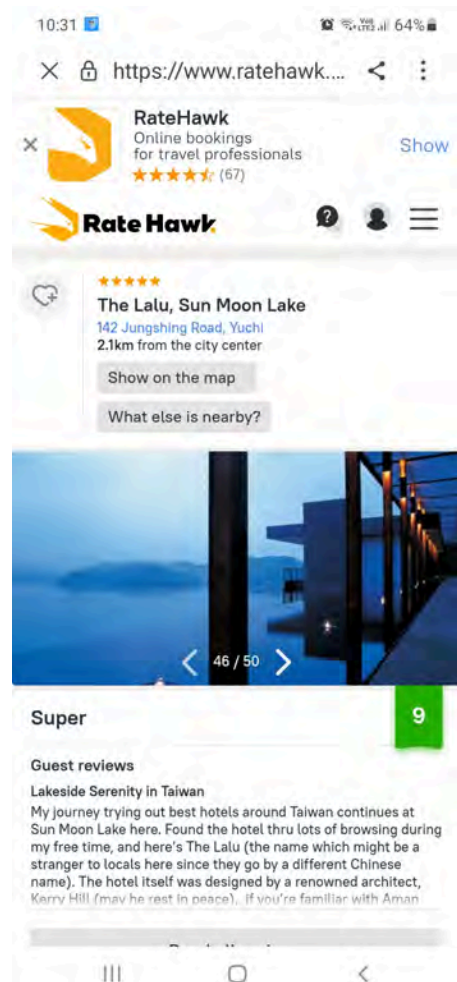 10:31
64%
https://www.ratehawk....
RateHawk
Online bookings
for travel professionals
Show
(67)
Rate Hawk.
The Lalu, Sun Moon Lake
142 Jungshing Road, Yuchi
2.1km from the city center
Show on the map
What else is nearby?
46 / 50
Super
9
Guest reviews
Lakeside Serenity in Taiwan
My journey trying out best hotels around Taiwan continues at
Sun Moon Lake here. Found the hotel thru lots of browsing during
my free time, and here's The Lalu (the name which might be a
stranger to locals here since they go by a different Chinese
name). The hotel itself was designed by a renowned architect,
Kerry Hill (may he rest in peace). If you're familiar with Aman